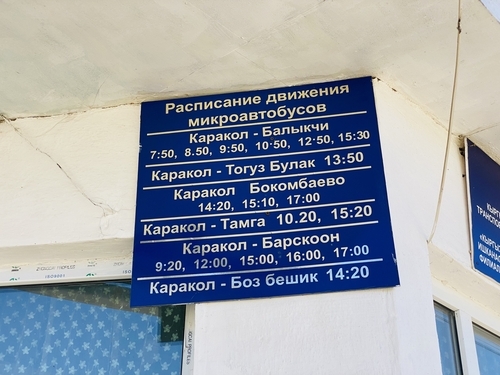 Расписание движения
микроавтобусов
Каракол - Балыкчи
7:50, 8.50, 9:50, 10:50, 12:50, 15:30
Каракол - Тогуз Булак 13:50
Каракол Бокомбаево
14:20, 15:10, 17:00
Каракол - Тамга 10.20, 15:20
Каракол - Барскоон
9:20, 12:00, 15:00, 16:00, 17:00
Каракол - Боз бешик 14:20